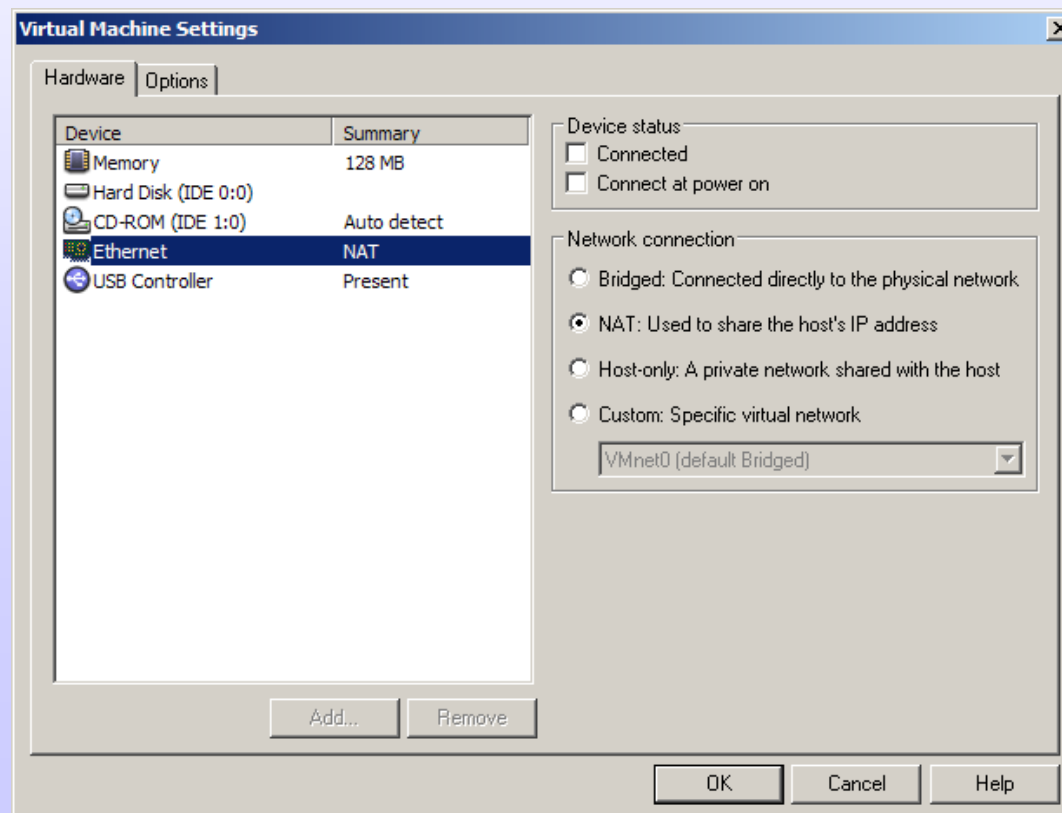 Virtual Machine Settings
Hardware Options
Device Summary
Memory 128 MB
Hard Disk (IDE 0:0)
CD-ROM (IDE 1:0) Auto detect
Ethernet NAT
USB Controller Present
Add... Remove
Device status
Connected
Connect at power on
Network connection
Bridged: Connected directly to the physical network
NAT: Used to share the host's IP address
Host-only: A private network shared with the host
Custom: Specific virtual network
VMnet0 (default Bridged)
OK Cancel Help